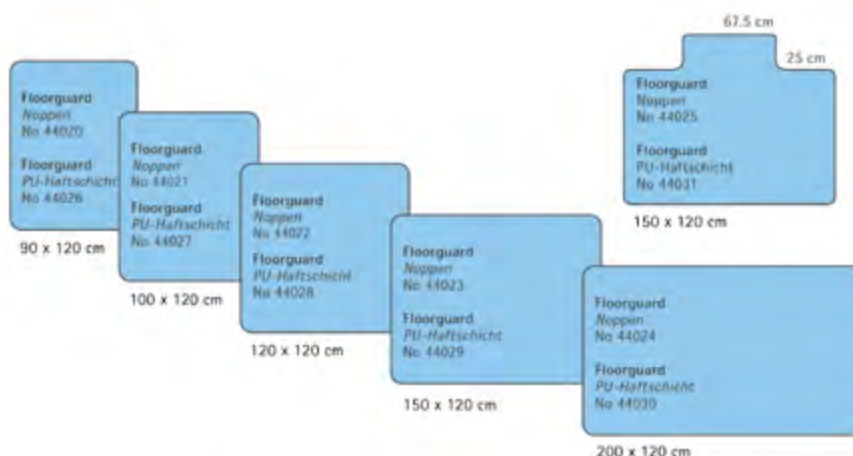 Floorguard
Noppen
No 44020
Floorguard
PU-Haftschicht
No 44026
90 x 120 cm
Floorguard
Noppen
No 44021
Floorguard
PU-Haftschicht
No 44027
100 x 120 cm
Floorguard
Noppen
No 44022
Floorguard
PU-Haftschicht
No 44028
120 x 120 cm
Floorguard
Noppen
No 44023
Floorguard
PU-Haftschicht
No 44029
150 x 120 cm
Floorguard
Noppen
No 44024
Floorguard
PU-Haftschicht
No 44030
200 x 120 cm
67.5 cm
25 cm
Floorguard
Noppen
No 44025
Floorguard
PU-Haftschicht
No 44031
150 x 120 cm